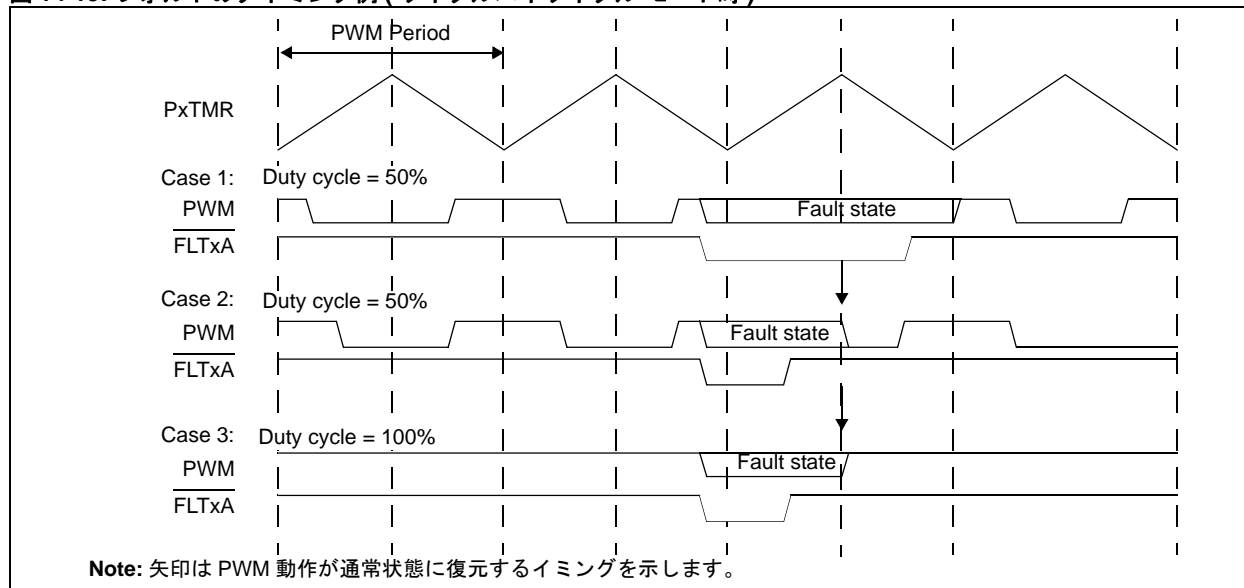 PWM Period
PxTMR
Case 1: Duty cycle = 50%
PWM
Fault state
FLTxA
Case 2: Duty cycle = 50%
PWM
Fault state
FLTxA
Case 3: Duty cycle = 100%
PWM
Fault state
FLTxA
Note: 矢印は PWM 動作が通常状態に復元するイミングを示します。